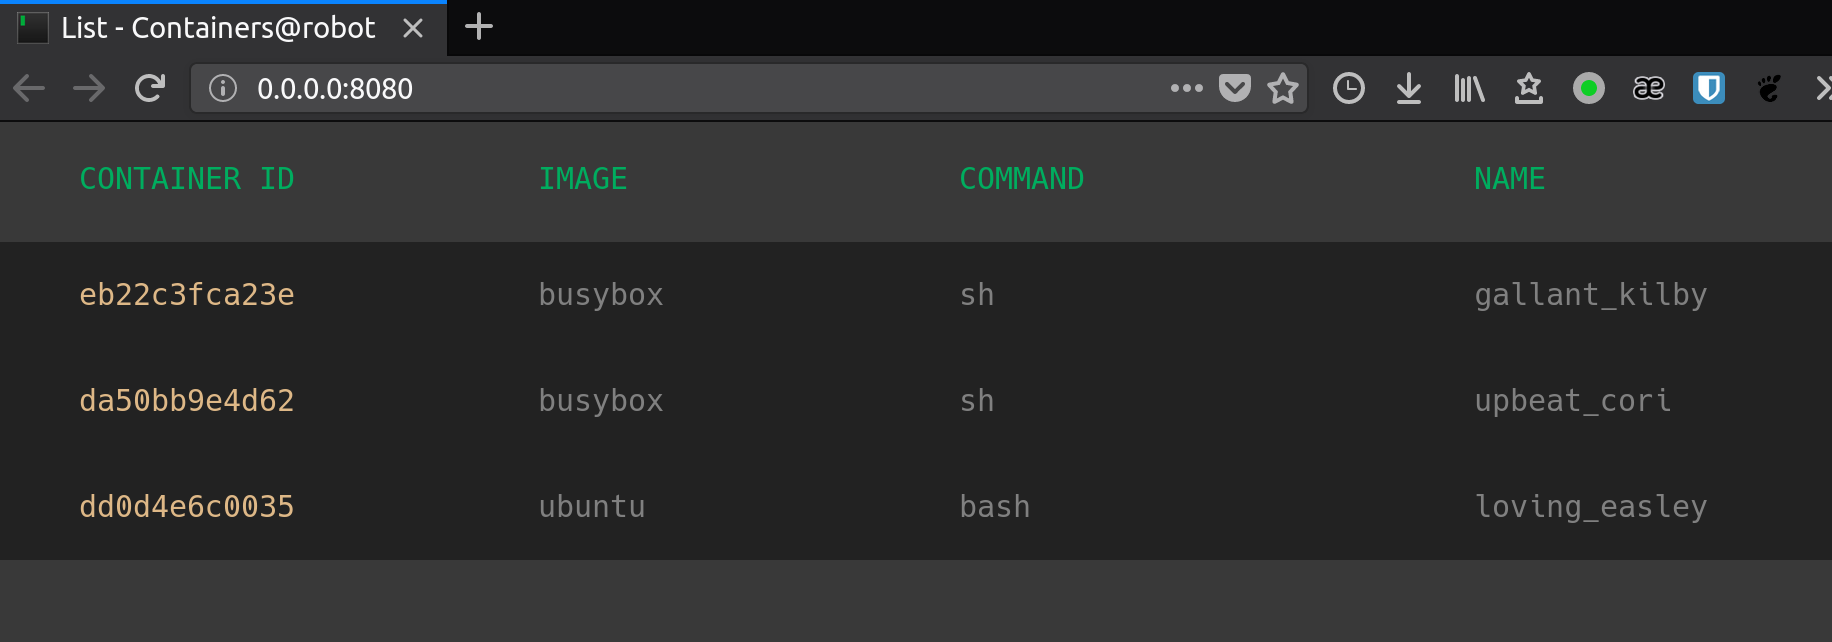 List - Containers@robot
0.0.0.0:8080
æ
CONTAINER ID IMAGE COMMAND NAME
eb22c3fca23e busybox sh gallant_kilby
da50bb9e4d62 busybox sh upbeat_cori
dd0d4e6c0035 ubuntu bash loving_easley